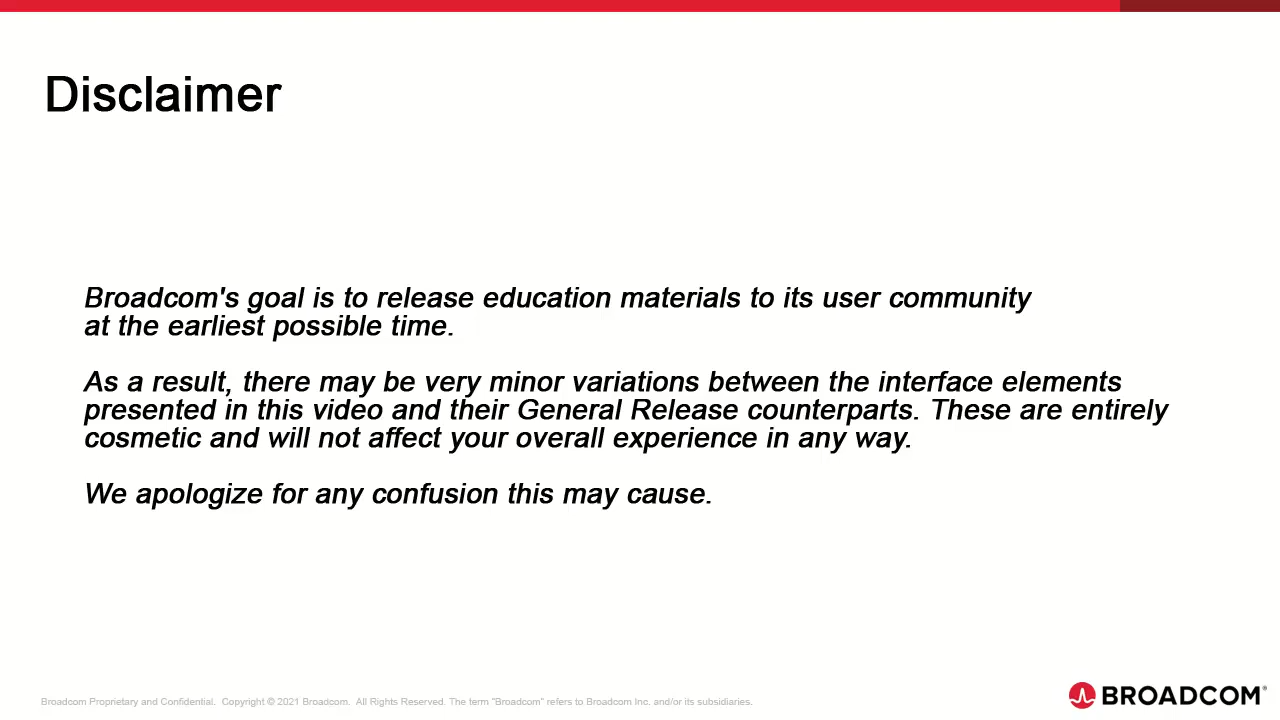 Disclaimer
Broadcom's goal is to release education materials to its user community
at the earliest possible time.
As a result, there may be very minor variations between the interface elements
presented in this video and their General Release counterparts. These are entirely
cosmetic and will not affect your overall experience in any way.
We apologize for any confusion this may cause.
Broadcom Proprietary and Confidential. Copyright © 2021 Broadcom. All Rights Reserved. The term "Broadcom" refers to Broadcom Inc. and/or its subsidiaries.
BROADCOM®